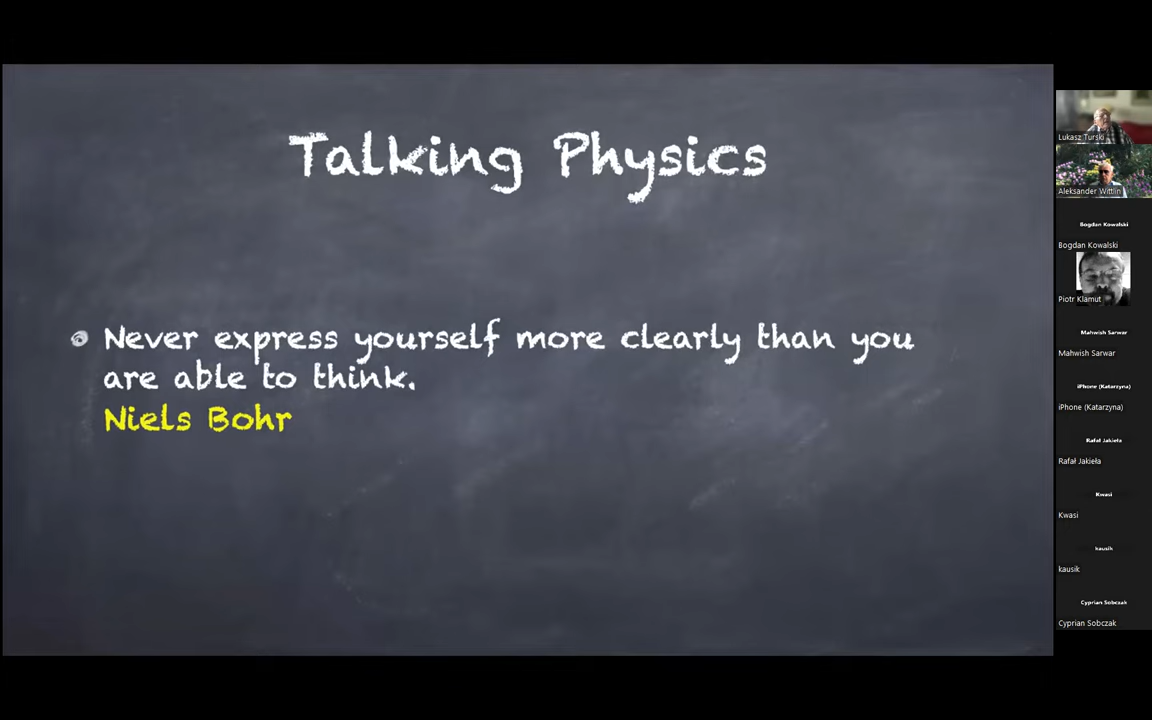 Talking Physics
Never express yourself more clearly than you
are able to think.
Niels Bohr
Lukasz Turski
Aleksander Wittlin
Bogdan Kowalski
Bogdan Kowalski
Piotr Klamut
Mahwish Sarwar
Mahwish Sarwar
iPhone (Katarzyna)
iPhone (Katarzyna)
Rafał Jakieła
Rafał Jakieła
Kwasi
Kwasi
kausik
kausik
Cyprian Sobczak
Cyprian Sobczak